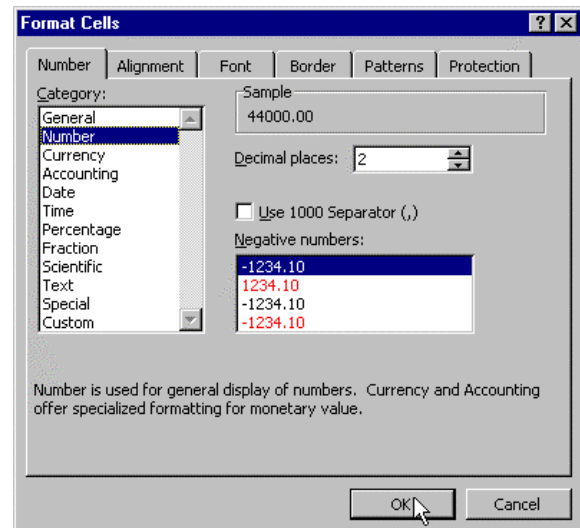 Format Cells
Number Alignment Font Border Patterns Protection
Category:
General
Number
Currency
Accounting
Date
Time
Percentage
Fraction
Scientific
Text
Special
Custom
Sample
44000.00
Decimal places: 2
Use 1000 Separator (,)
Negative numbers:
-1234.10
1234.10
-1234.10
-1234.10
Number is used for general display of numbers. Currency and Accounting
offer specialized formatting for monetary value.
OK Cancel